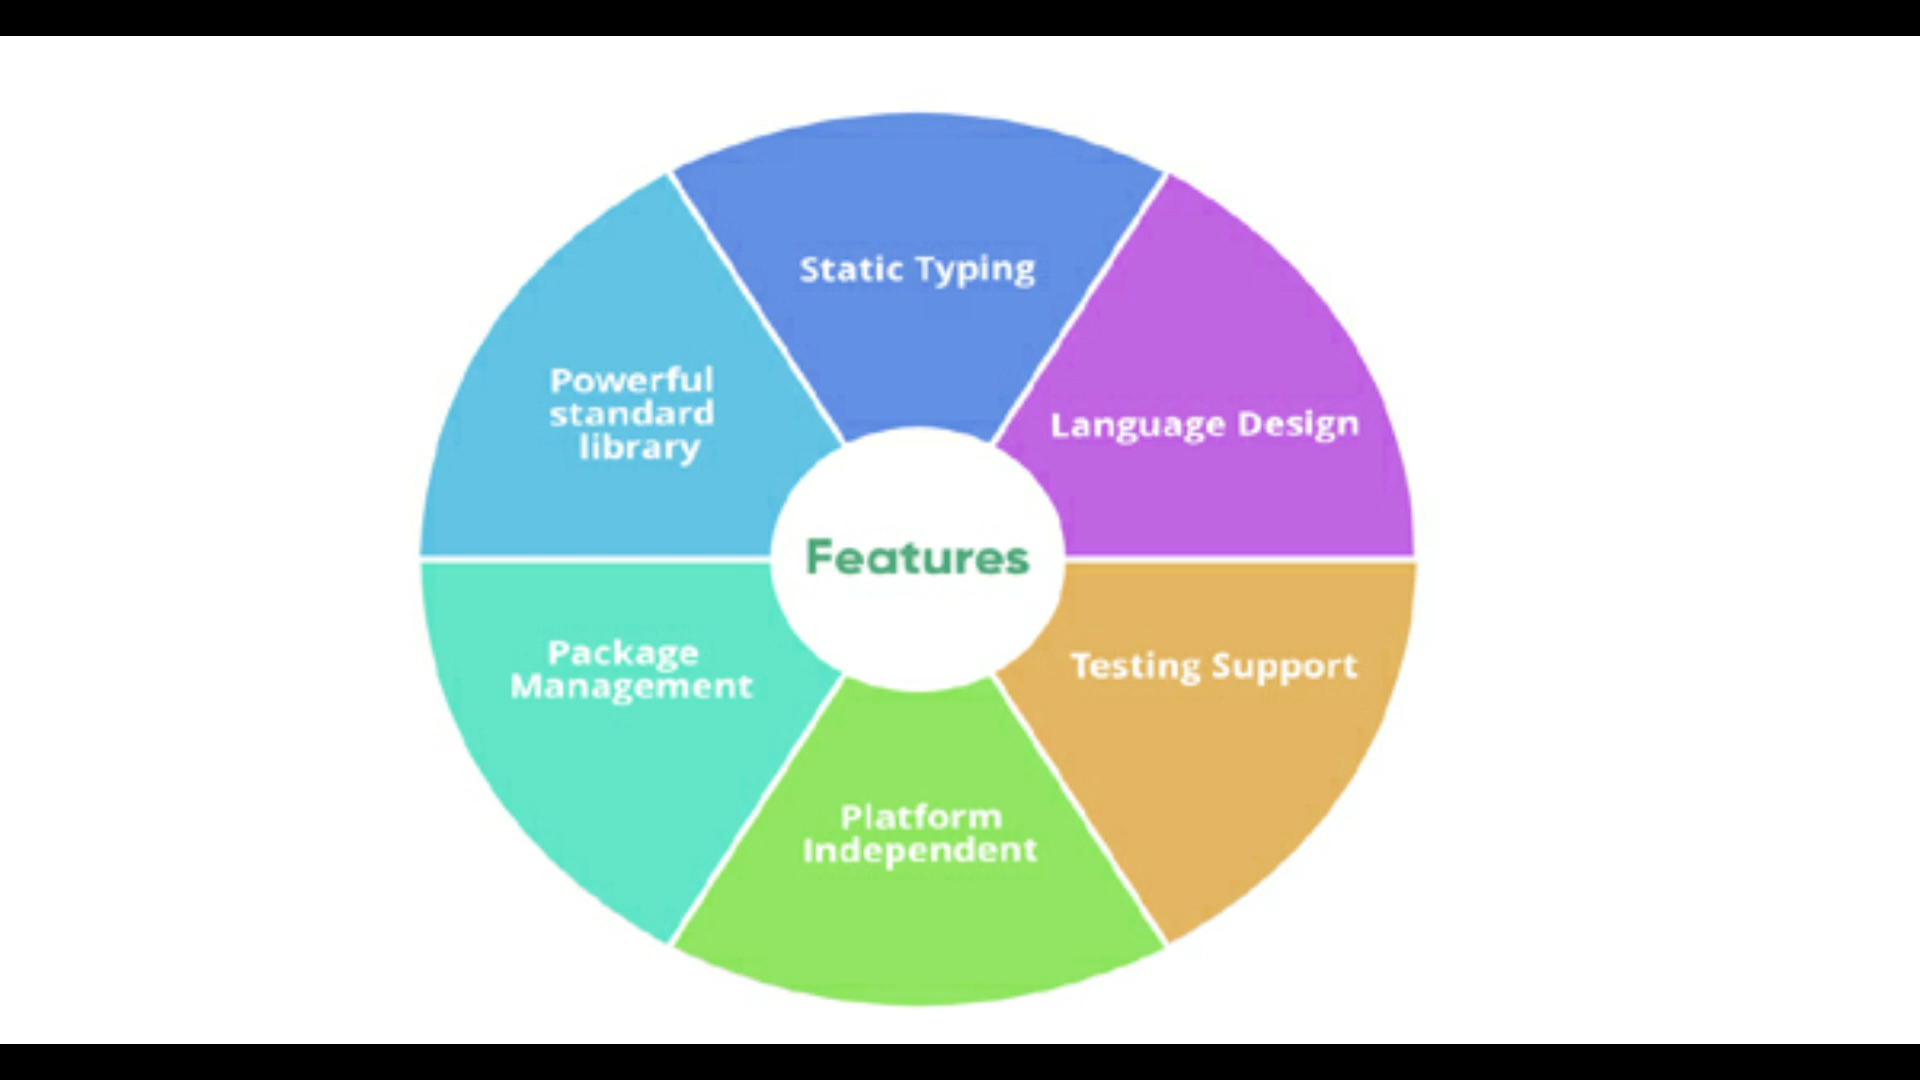 Static Typing
Language Design
Powerful
standard
library
Features
Package
Management
Testing Support
Platform
Independent